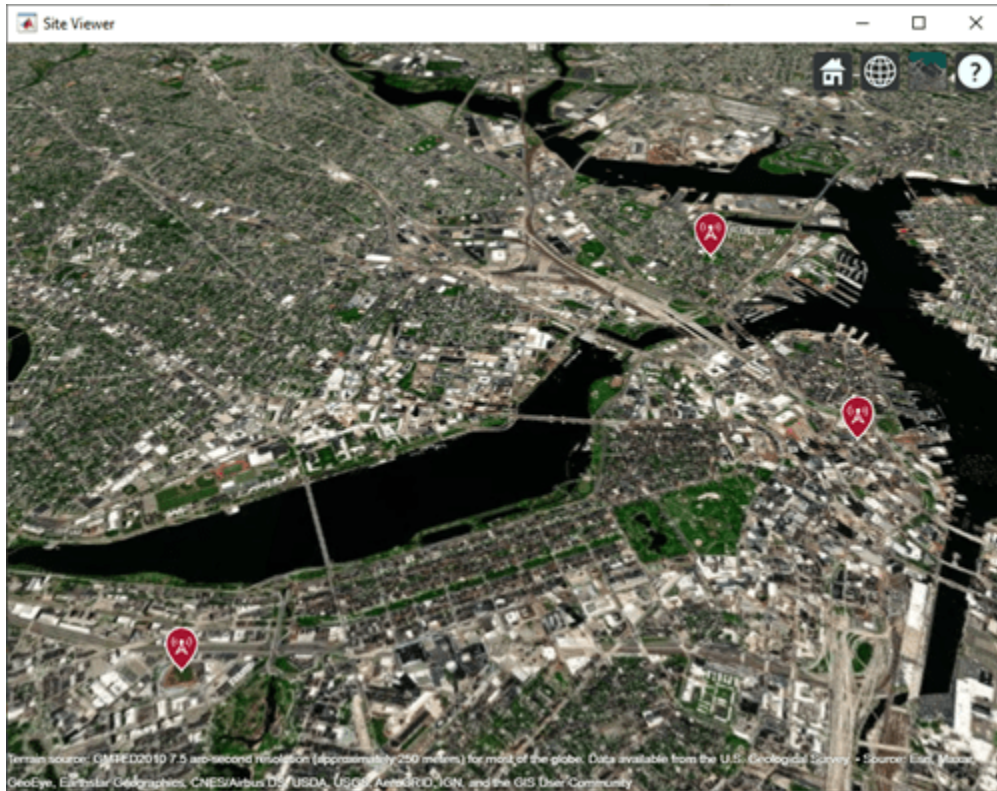 Site Viewer
?
Terrain source: GMTED2010 7.5 arc-second resolution (approximately 250 meters) for most of the globe. Data available from the U.S. Geological Survey. • Source: Esri, Maxar,
GeoEye, Earthstar Geographics, CNES/Airbus DS, USDA, USGS, AeroGRID, IGN, and the GIS User Community